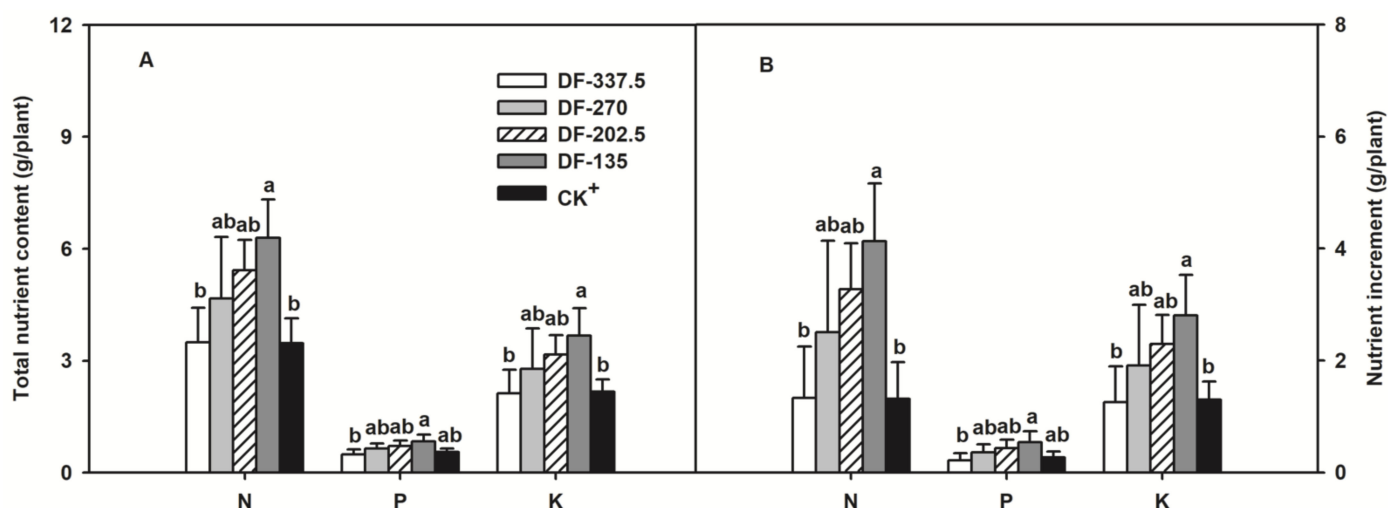 Total nutrient content (g/plant)
12
9
6
3
0
A
DF-337.5
DF-270
DF-202.5
DF-135
CK+
b
ab
ab
a
b
b
ab
ab
a
ab
b
ab
ab
a
b
N
P
K
B
b
ab
ab
a
b
b
ab
ab
a
ab
b
ab
ab
a
b
N
P
K
8
6
4
2
0
Nutrient increment (g/plant)